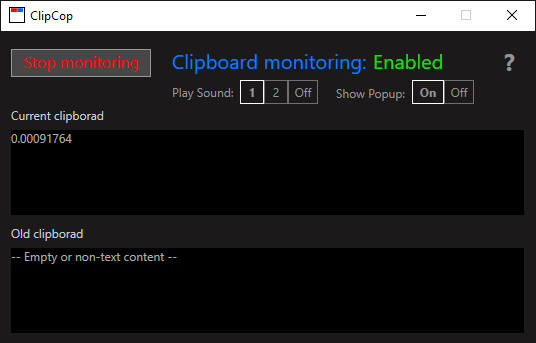 ClipCop
Stop monitoring
Clipboard monitoring: Enabled
?
Play Sound: 1 2 Off
Show Popup: On Off
Current clipborad
0.00091764
Old clipborad
-- Empty or non-text content --